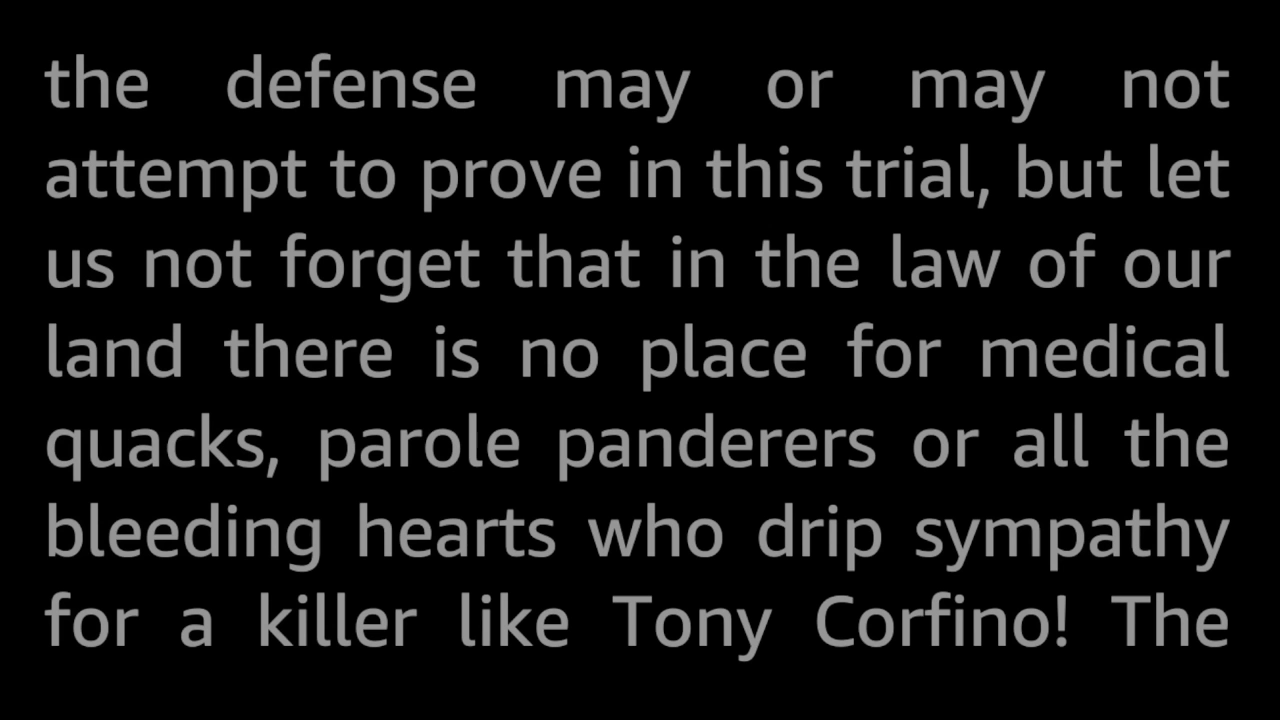 the defense may or may not
attempt to prove in this trial, but let
us not forget that in the law of our
land there is no place for medical
quacks, parole panderers or all the
bleeding hearts who drip sympathy
for a killer like Tony Corfino! The